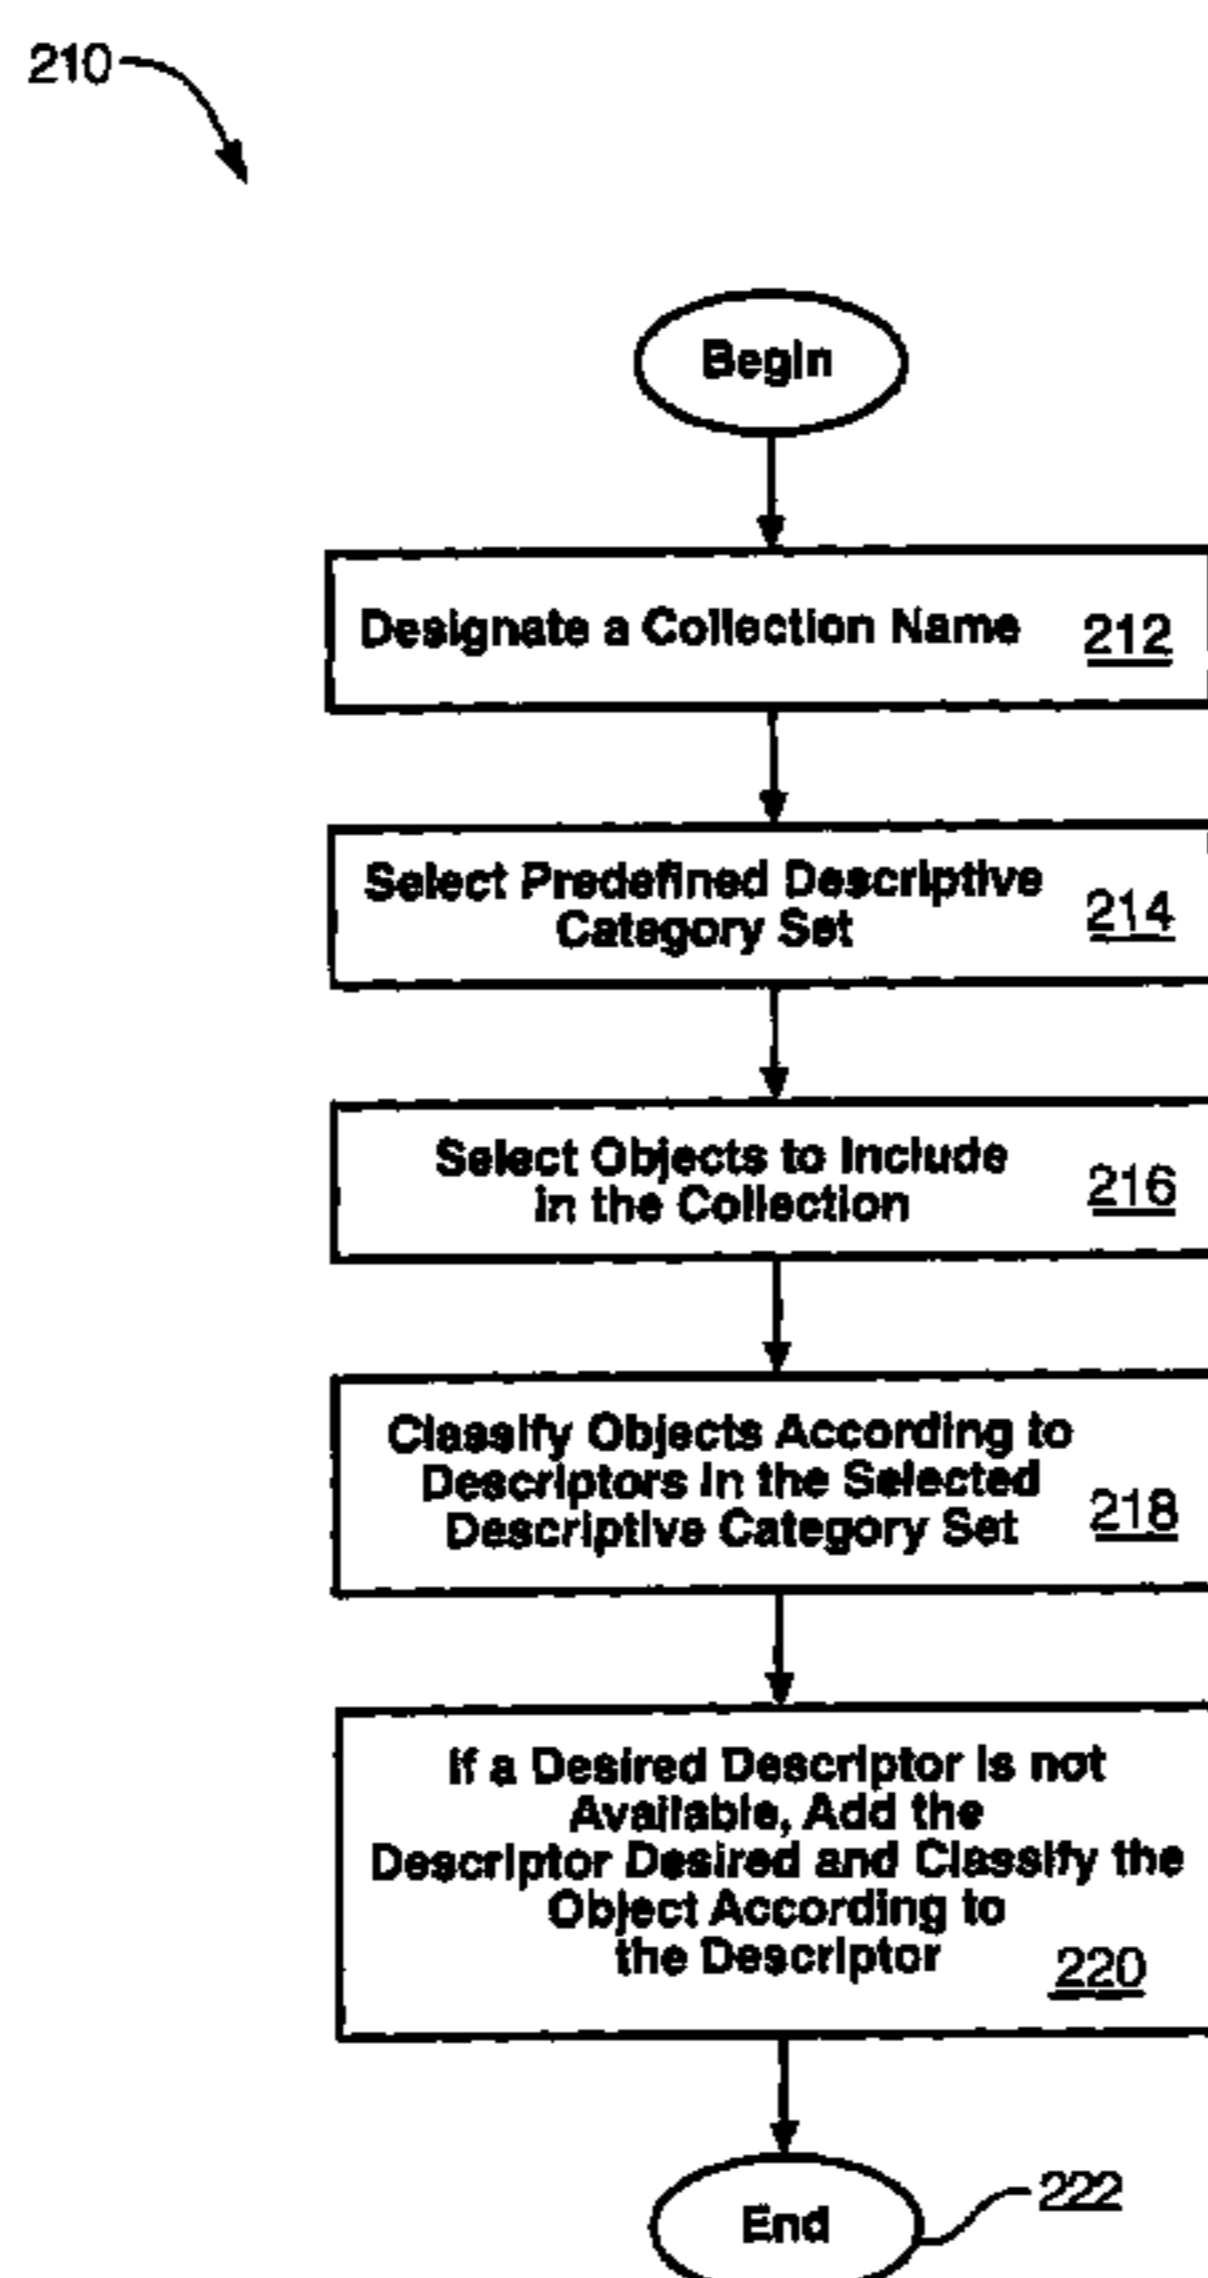 210
Begin
Designate a Collection Name 212
Select Predefined Descriptive
Category Set 214
Select Objects to Include
in the Collection 216
Classify Objects According to
Descriptors in the Selected
Descriptive Category Set 218
If a Desired Descriptor is not
Available, Add the
Descriptor Desired and Classify the
Object According to
the Descriptor 220
End 222